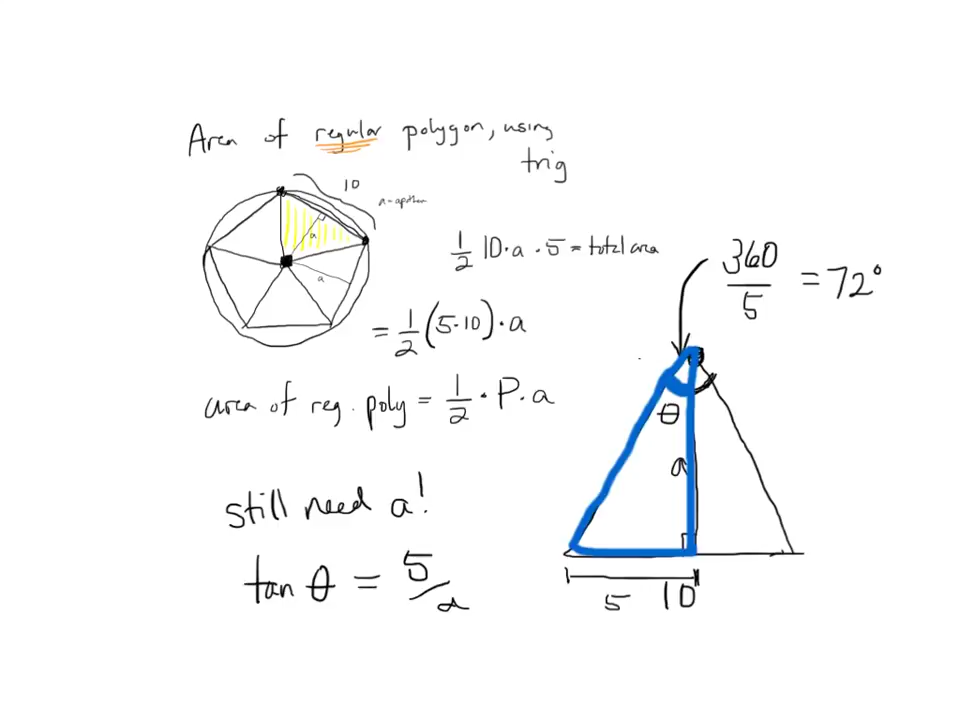 Area of regular polygon, using
trig
10
a = apothem
a
a
1/2 10·a · 5 = total area
= 1/2 (5·10) · a
area of reg. poly = 1/2 · P · a
still need a!
tan θ = 5/a
360/5 = 72°
θ
a
5 10